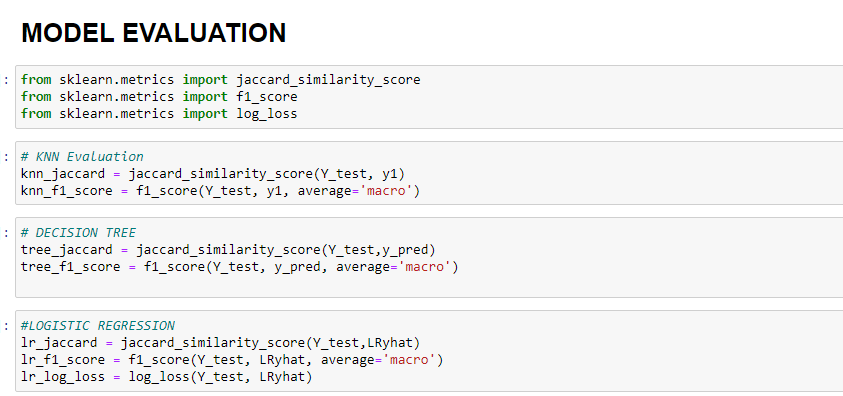 MODEL EVALUATION
: from sklearn.metrics import jaccard_similarity_score
from sklearn.metrics import f1_score
from sklearn.metrics import log_loss
: # KNN Evaluation
knn_jaccard = jaccard_similarity_score(Y_test, y1)
knn_f1_score = f1_score(Y_test, y1, average='macro')
: # DECISION TREE
tree_jaccard = jaccard_similarity_score(Y_test,y_pred)
tree_f1_score = f1_score(Y_test, y_pred, average='macro')
: #LOGISTIC REGRESSION
lr_jaccard = jaccard_similarity_score(Y_test,LRyhat)
lr_f1_score = f1_score(Y_test, LRyhat, average='macro')
lr_log_loss = log_loss(Y_test, LRyhat)